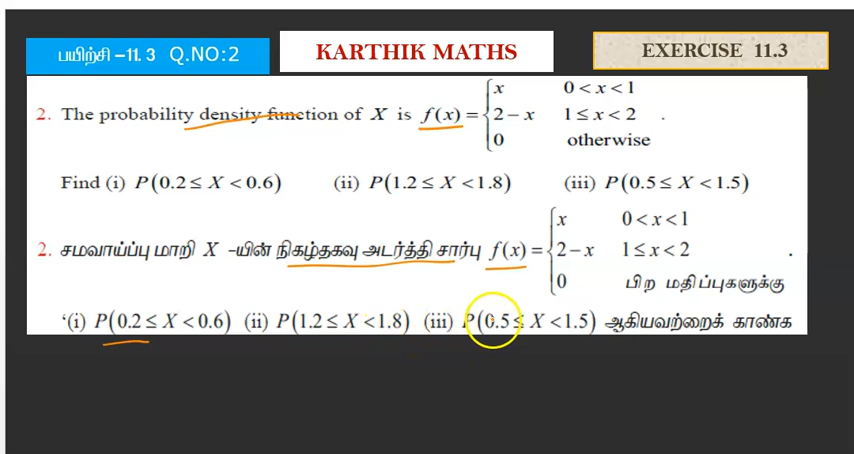 பயிற்சி –11.3 Q.NO:2
KARTHIK MATHS
EXERCISE 11.3
2. The probability density function of X is f(x) = { x 0 < x < 1
2 − x 1 ≤ x < 2 .
0 otherwise
Find (i) P(0.2 ≤ X < 0.6) (ii) P(1.2 ≤ X < 1.8) (iii) P(0.5 ≤ X < 1.5)
2. சமவாய்ப்பு மாறி X –யின் நிகழ்தகவு அடர்த்தி சார்பு f(x) = { x 0 < x < 1
2 − x 1 ≤ x < 2 .
0 பிற மதிப்புகளுக்கு
‘(i) P(0.2 ≤ X < 0.6) (ii) P(1.2 ≤ X < 1.8) (iii) P(0.5 ≤ X < 1.5) ஆகியவற்றைக் காண்க